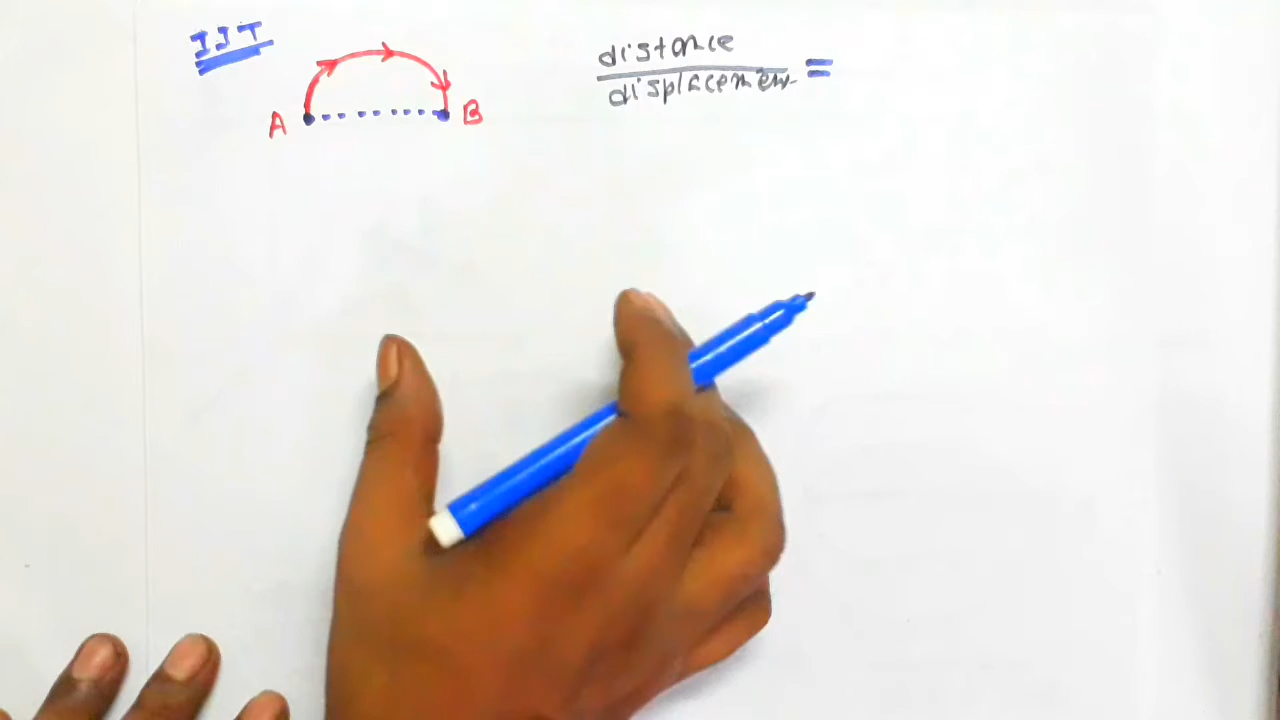 IIT
A B
distance
displacement =